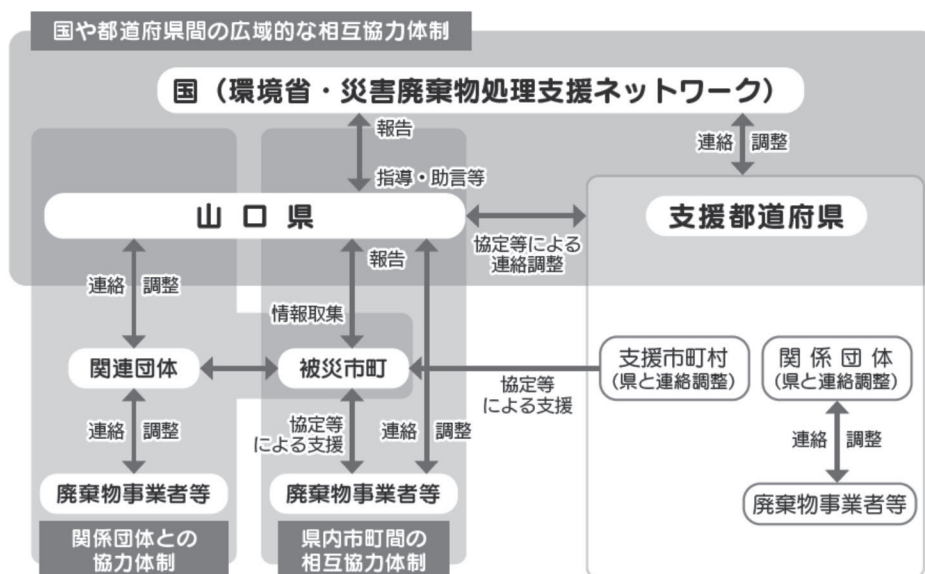 国や都道府県間の広域的な相互協力体制
国（環境省・災害廃棄物処理支援ネットワーク）
報告
指導・助言等
連絡 調整
山口県
支援都道府県
協定等による
連絡調整
連絡 調整
報告
情報取集
関連団体
被災市町
支援市町村
（県と連絡調整）
関係団体
（県と連絡調整）
協定等
による支援
連絡 調整
協定等
による支援
連絡 調整
連絡 調整
廃棄物事業者等
廃棄物事業者等
廃棄物事業者等
関係団体との
協力体制
県内市町間の
相互協力体制